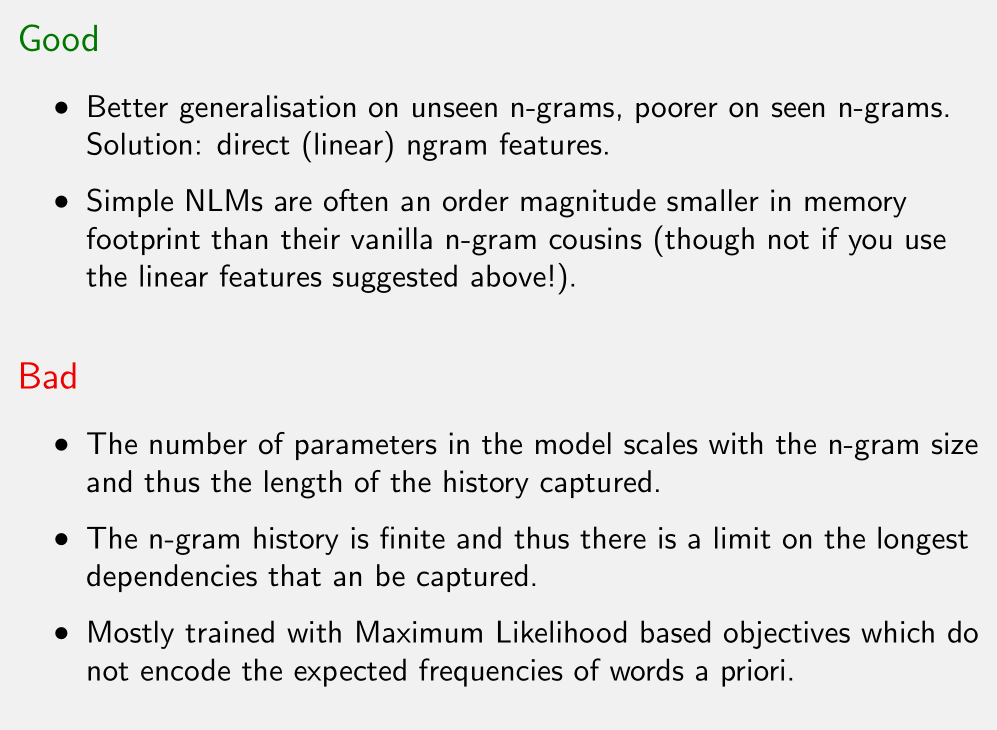 Good
• Better generalisation on unseen n-grams, poorer on seen n-grams.
Solution: direct (linear) ngram features.
• Simple NLMs are often an order magnitude smaller in memory
footprint than their vanilla n-gram cousins (though not if you use
the linear features suggested above!).
Bad
• The number of parameters in the model scales with the n-gram size
and thus the length of the history captured.
• The n-gram history is finite and thus there is a limit on the longest
dependencies that an be captured.
• Mostly trained with Maximum Likelihood based objectives which do
not encode the expected frequencies of words a priori.